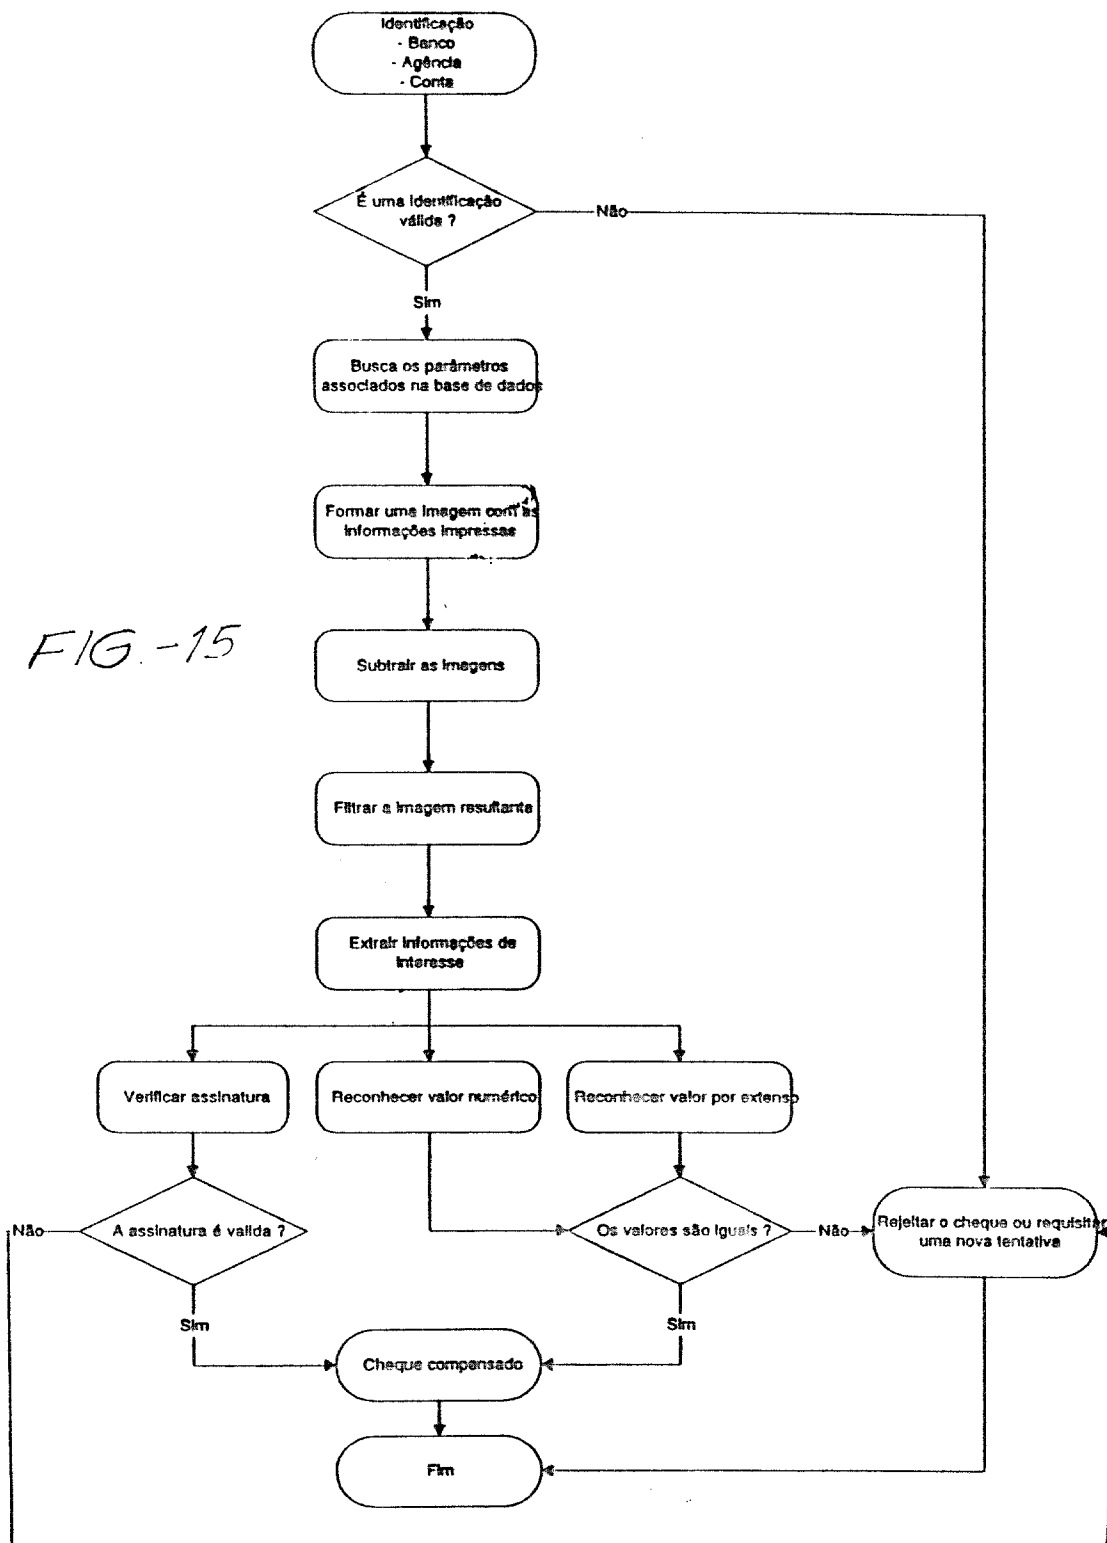 Identificação
- Banco
- Agência
- Conta
É uma Identificação
válida ?
Não
Sim
Busca os parâmetros
associados na base de dados
Formar uma Imagem com as
Informações Impressas
FIG.-15
Subtrair as Imagens
Filtrar a Imagem resultante
Extrair Informações de
Interesse
Verificar assinatura
Reconhecer valor numérico
Reconhecer valor por extenso
Não
A assinatura é valida ?
Os valores são Iguais ?
Não
Rejeitar o cheque ou requisitar
uma nova tentativa
Sim
Sim
Cheque compensado
Fim